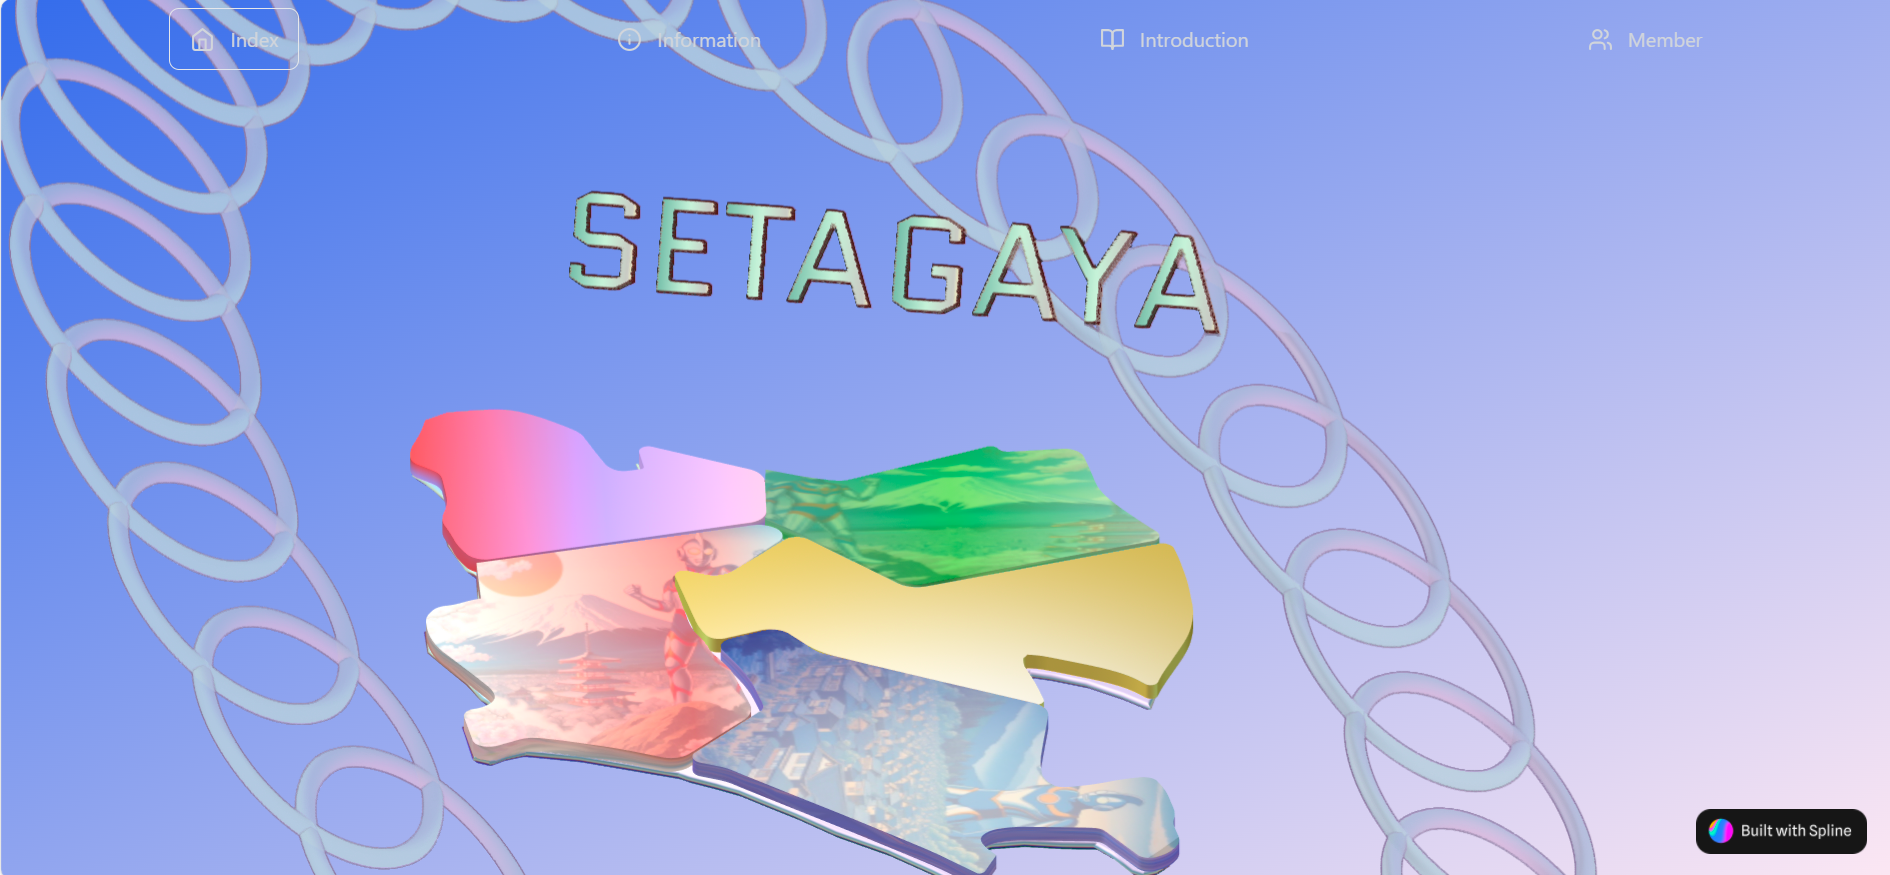 Index
Information
Introduction
Member
SETAGAYA
Built with Spline